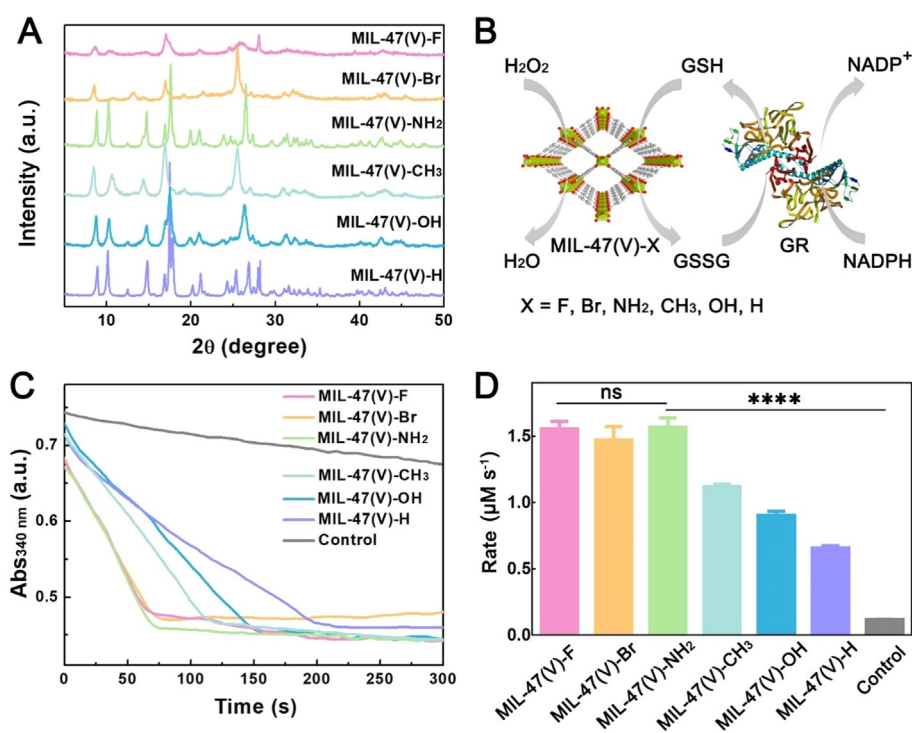 A
MIL-47(V)-F
MIL-47(V)-Br
MIL-47(V)-NH₂
MIL-47(V)-CH₃
MIL-47(V)-OH
MIL-47(V)-H
Intensity (a.u.)
10 20 30 40 50
2θ (degree)
B
H₂O₂ GSH NADP⁺
H₂O MIL-47(V)-X GSSG GR NADPH
X = F, Br, NH₂, CH₃, OH, H
C
MIL-47(V)-F
MIL-47(V)-Br
MIL-47(V)-NH₂
MIL-47(V)-CH₃
MIL-47(V)-OH
MIL-47(V)-H
Control
Abs₃₄₀ ₙₘ (a.u.)
0.7
0.6
0.5
0 50 100 150 200 250 300
Time (s)
D
ns ****
Rate (μM s⁻¹)
1.5
1.0
0.5
0.0
MIL-47(V)-F
MIL-47(V)-Br
MIL-47(V)-NH₂
MIL-47(V)-CH₃
MIL-47(V)-OH
MIL-47(V)-H
Control